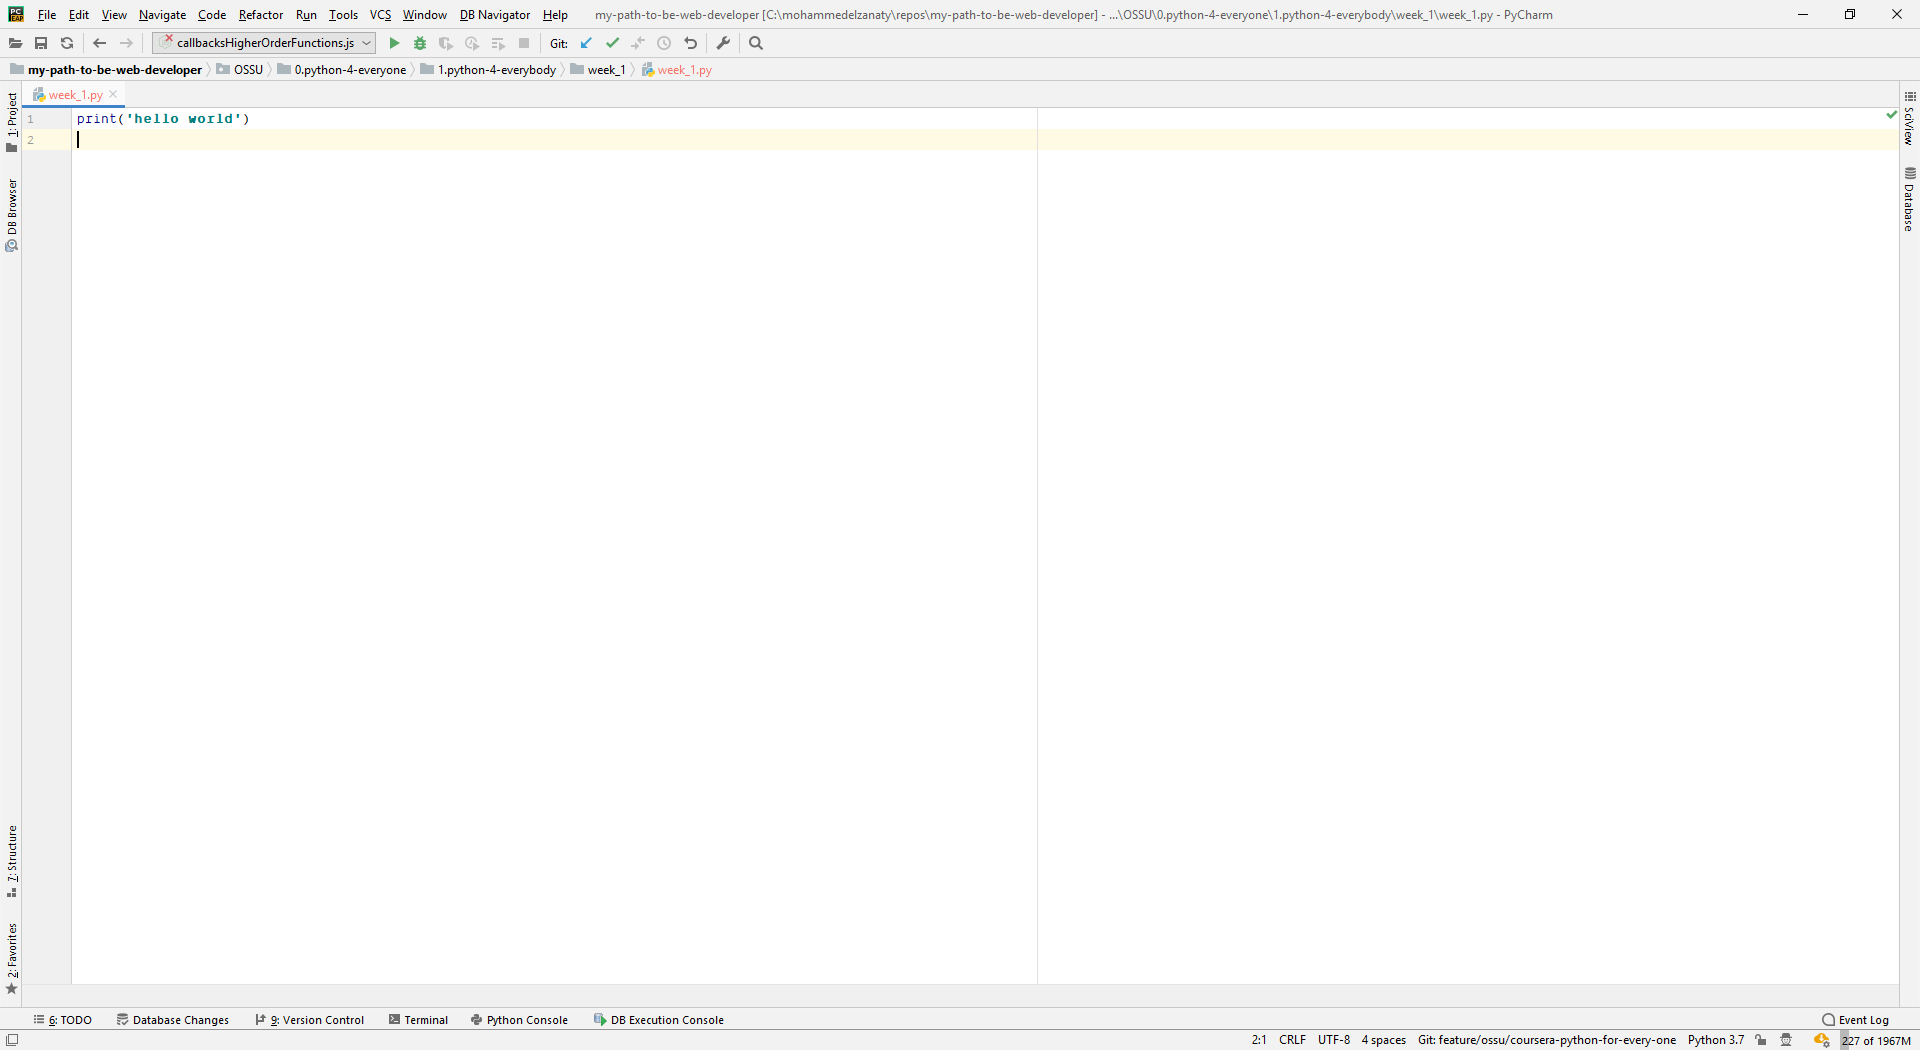 PC
EAP
File Edit View Navigate Code Refactor Run Tools VCS Window DB Navigator Help my-path-to-be-web-developer [C:\mohammedelzanaty\repos\my-path-to-be-web-developer] - ...\OSSU\0.python-4-everyone\1.python-4-everybody\week_1\week_1.py - PyCharm
callbacksHigherOrderFunctions.js Git:
my-path-to-be-web-developer OSSU 0.python-4-everyone 1.python-4-everybody week_1 week_1.py
week_1.py
1 print('hello world')
2
1: Project
DB Browser
7: Structure
2: Favorites
SciView
Database
6: TODO Database Changes 9: Version Control Terminal Python Console DB Execution Console Event Log
2:1 CRLF UTF-8 4 spaces Git: feature/ossu/coursera-python-for-every-one Python 3.7 227 of 1967M